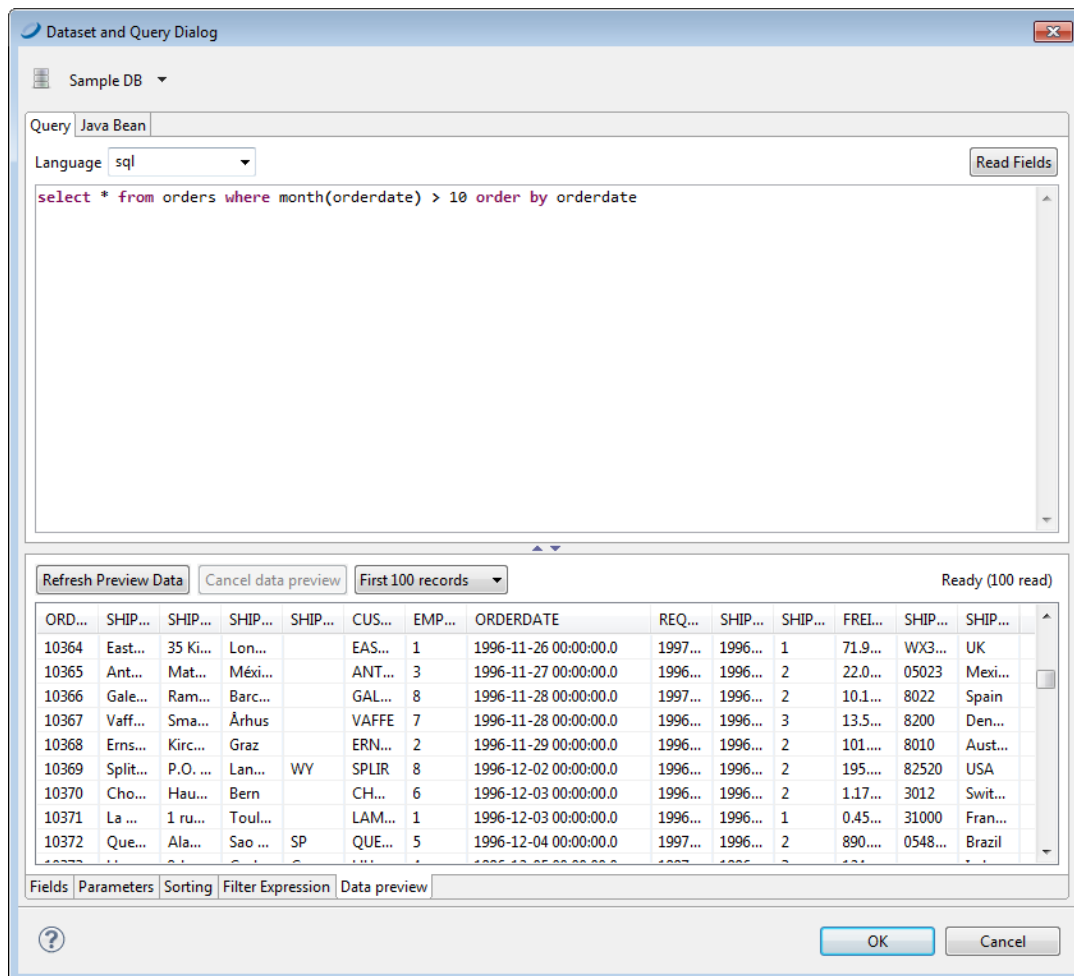 Dataset and Query Dialog
Sample DB
Query Java Bean
Language sql Read Fields
select * from orders where month(orderdate) > 10 order by orderdate
Refresh Preview Data Cancel data preview First 100 records Ready (100 read)
ORD... SHIP... SHIP... SHIP... SHIP... CUS... EMP... ORDERDATE REQ... SHIP... SHIP... FREI... SHIP... SHIP...
10364 East... 35 Ki... Lon... EAS... 1 1996-11-26 00:00:00.0 1997... 1996... 1 71.9... WX3... UK
10365 Ant... Mat... Méxi... ANT... 3 1996-11-27 00:00:00.0 1996... 1996... 2 22.0... 05023 Mexi...
10366 Gale... Ram... Barc... GAL... 8 1996-11-28 00:00:00.0 1997... 1996... 2 10.1... 8022 Spain
10367 Vaff... Sma... Århus VAFFE 7 1996-11-28 00:00:00.0 1996... 1996... 3 13.5... 8200 Den...
10368 Erns... Kirc... Graz ERN... 2 1996-11-29 00:00:00.0 1996... 1996... 2 101.... 8010 Aust...
10369 Split... P.O. ... Lan... WY SPLIR 8 1996-12-02 00:00:00.0 1996... 1996... 2 195.... 82520 USA
10370 Cho... Hau... Bern CH... 6 1996-12-03 00:00:00.0 1996... 1996... 2 1.17... 3012 Swit...
10371 La ... 1 ru... Toul... LAM... 1 1996-12-03 00:00:00.0 1996... 1996... 1 0.45... 31000 Fran...
10372 Que... Ala... Sao ... SP QUE... 5 1996-12-04 00:00:00.0 1997... 1996... 2 890.... 0548... Brazil
Fields Parameters Sorting Filter Expression Data preview
OK Cancel